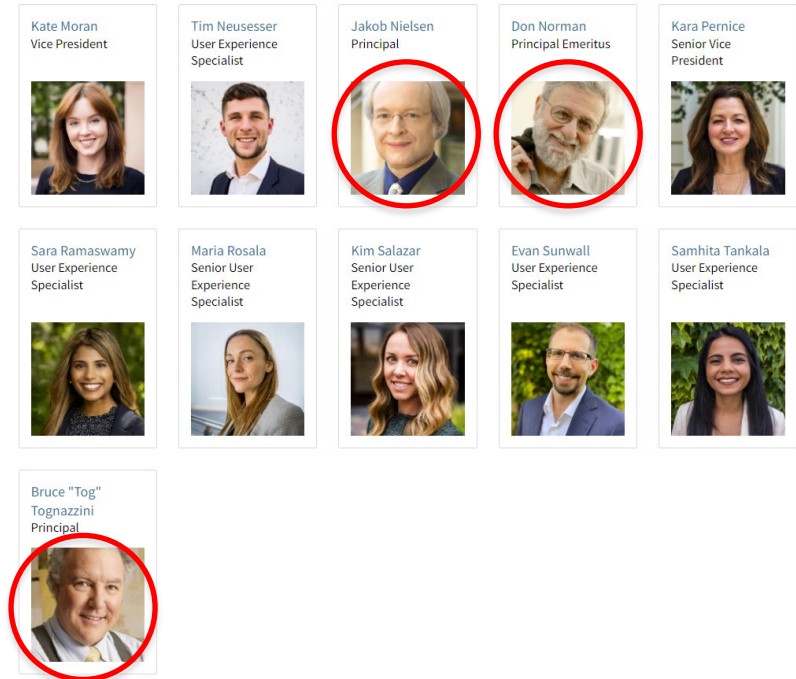 Kate Moran
Vice President
Tim Neusesser
User Experience
Specialist
Jakob Nielsen
Principal
Don Norman
Principal Emeritus
Kara Pernice
Senior Vice
President
Sara Ramaswamy
User Experience
Specialist
Maria Rosala
Senior User
Experience
Specialist
Kim Salazar
Senior User
Experience
Specialist
Evan Sunwall
User Experience
Specialist
Samhita Tankala
User Experience
Specialist
Bruce "Tog"
Tognazzini
Principal